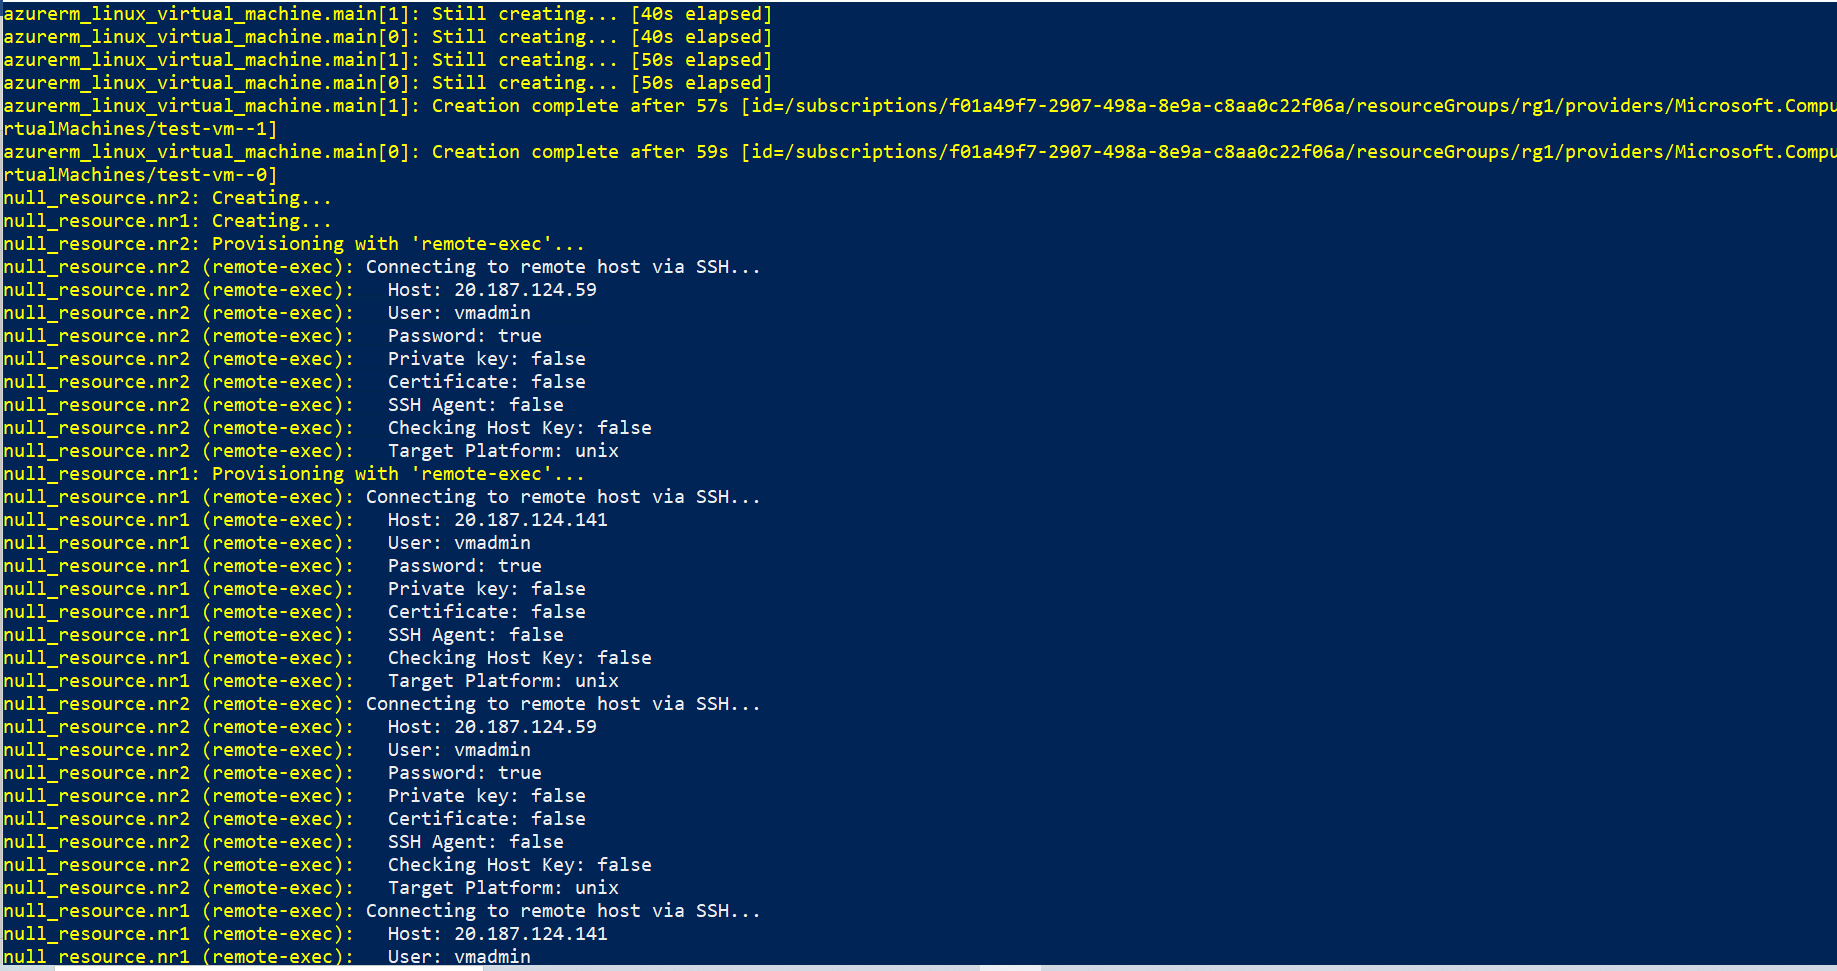 azurerm_linux_virtual_machine.main[1]: Still creating... [40s elapsed]
azurerm_linux_virtual_machine.main[0]: Still creating... [40s elapsed]
azurerm_linux_virtual_machine.main[1]: Still creating... [50s elapsed]
azurerm_linux_virtual_machine.main[0]: Still creating... [50s elapsed]
azurerm_linux_virtual_machine.main[1]: Creation complete after 57s [id=/subscriptions/f01a49f7-2907-498a-8e9a-c8aa0c22f06a/resourceGroups/rg1/providers/Microsoft.Compu
rtualMachines/test-vm--1]
azurerm_linux_virtual_machine.main[0]: Creation complete after 59s [id=/subscriptions/f01a49f7-2907-498a-8e9a-c8aa0c22f06a/resourceGroups/rg1/providers/Microsoft.Compu
rtualMachines/test-vm--0]
null_resource.nr2: Creating...
null_resource.nr1: Creating...
null_resource.nr2: Provisioning with 'remote-exec'...
null_resource.nr2 (remote-exec): Connecting to remote host via SSH...
null_resource.nr2 (remote-exec):   Host: 20.187.124.59
null_resource.nr2 (remote-exec):   User: vmadmin
null_resource.nr2 (remote-exec):   Password: true
null_resource.nr2 (remote-exec):   Private key: false
null_resource.nr2 (remote-exec):   Certificate: false
null_resource.nr2 (remote-exec):   SSH Agent: false
null_resource.nr2 (remote-exec):   Checking Host Key: false
null_resource.nr2 (remote-exec):   Target Platform: unix
null_resource.nr1: Provisioning with 'remote-exec'...
null_resource.nr1 (remote-exec): Connecting to remote host via SSH...
null_resource.nr1 (remote-exec):   Host: 20.187.124.141
null_resource.nr1 (remote-exec):   User: vmadmin
null_resource.nr1 (remote-exec):   Password: true
null_resource.nr1 (remote-exec):   Private key: false
null_resource.nr1 (remote-exec):   Certificate: false
null_resource.nr1 (remote-exec):   SSH Agent: false
null_resource.nr1 (remote-exec):   Checking Host Key: false
null_resource.nr1 (remote-exec):   Target Platform: unix
null_resource.nr2 (remote-exec): Connecting to remote host via SSH...
null_resource.nr2 (remote-exec):   Host: 20.187.124.59
null_resource.nr2 (remote-exec):   User: vmadmin
null_resource.nr2 (remote-exec):   Password: true
null_resource.nr2 (remote-exec):   Private key: false
null_resource.nr2 (remote-exec):   Certificate: false
null_resource.nr2 (remote-exec):   SSH Agent: false
null_resource.nr2 (remote-exec):   Checking Host Key: false
null_resource.nr2 (remote-exec):   Target Platform: unix
null_resource.nr1 (remote-exec): Connecting to remote host via SSH...
null_resource.nr1 (remote-exec):   Host: 20.187.124.141
null_resource.nr1 (remote-exec):   User: vmadmin